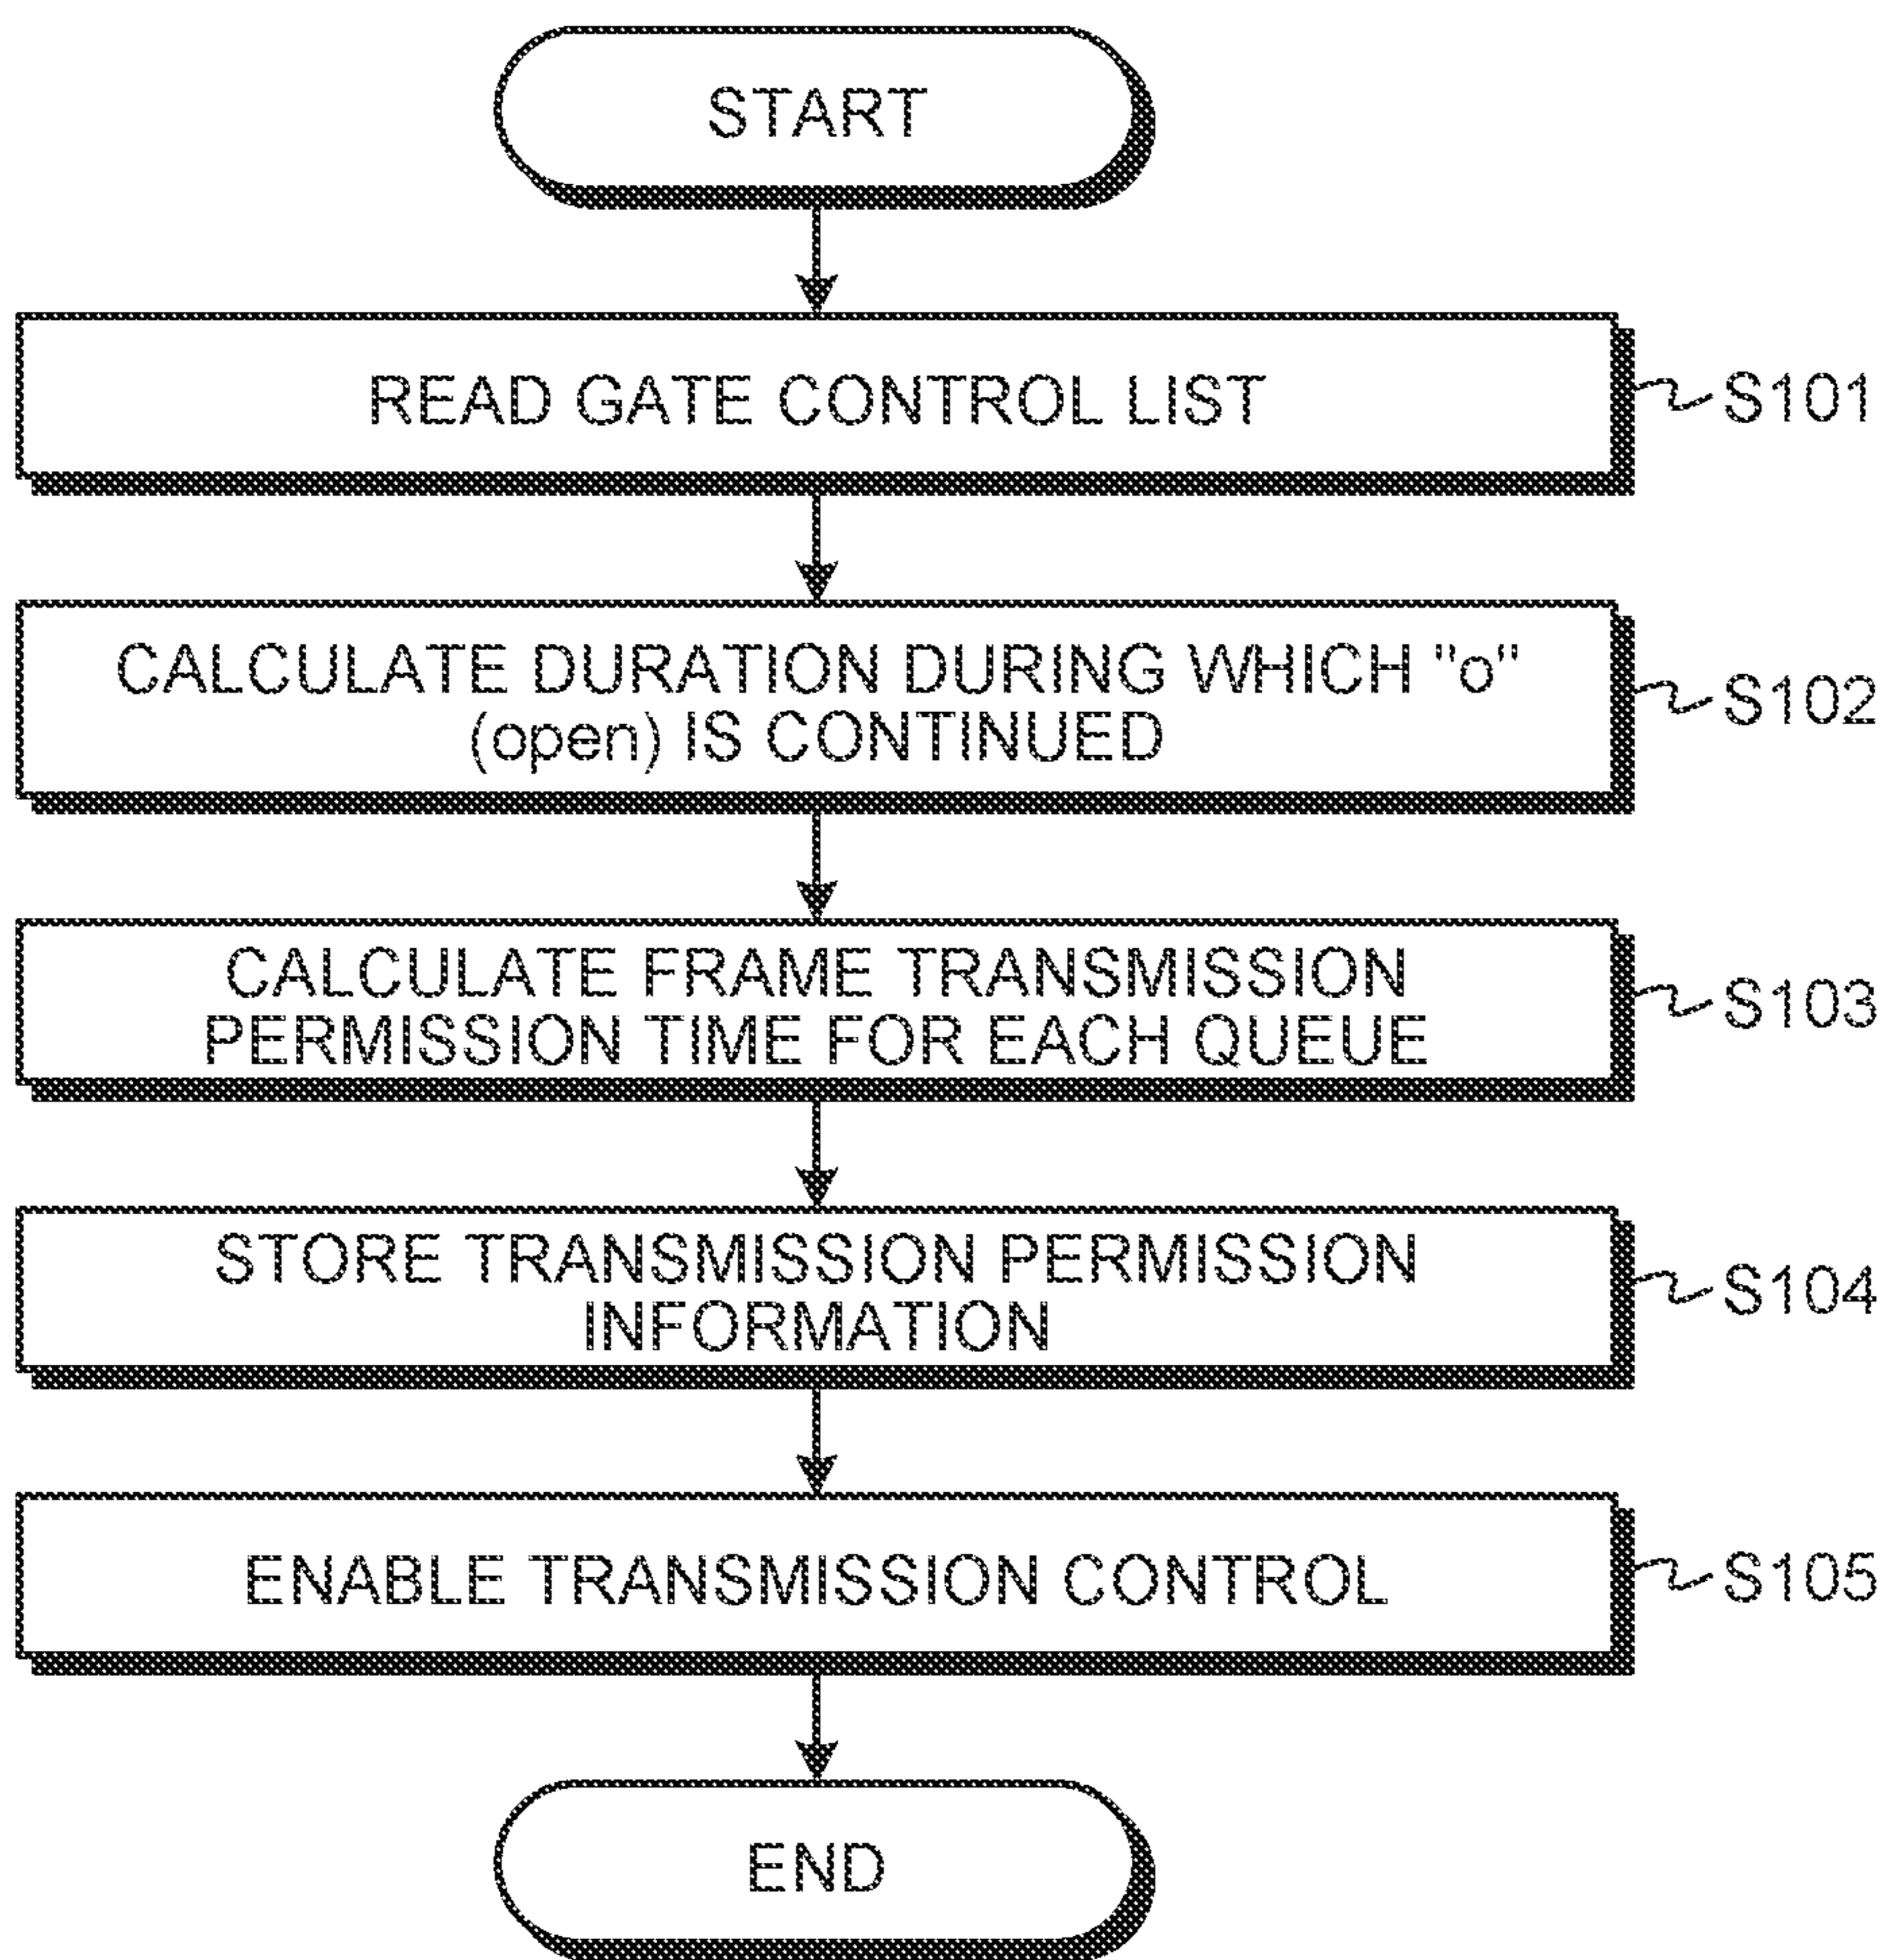 START
READ GATE CONTROL LIST
S101
CALCULATE DURATION DURING WHICH "o"
(open) IS CONTINUED
S102
CALCULATE FRAME TRANSMISSION
PERMISSION TIME FOR EACH QUEUE
S103
STORE TRANSMISSION PERMISSION
INFORMATION
S104
ENABLE TRANSMISSION CONTROL
S105
END